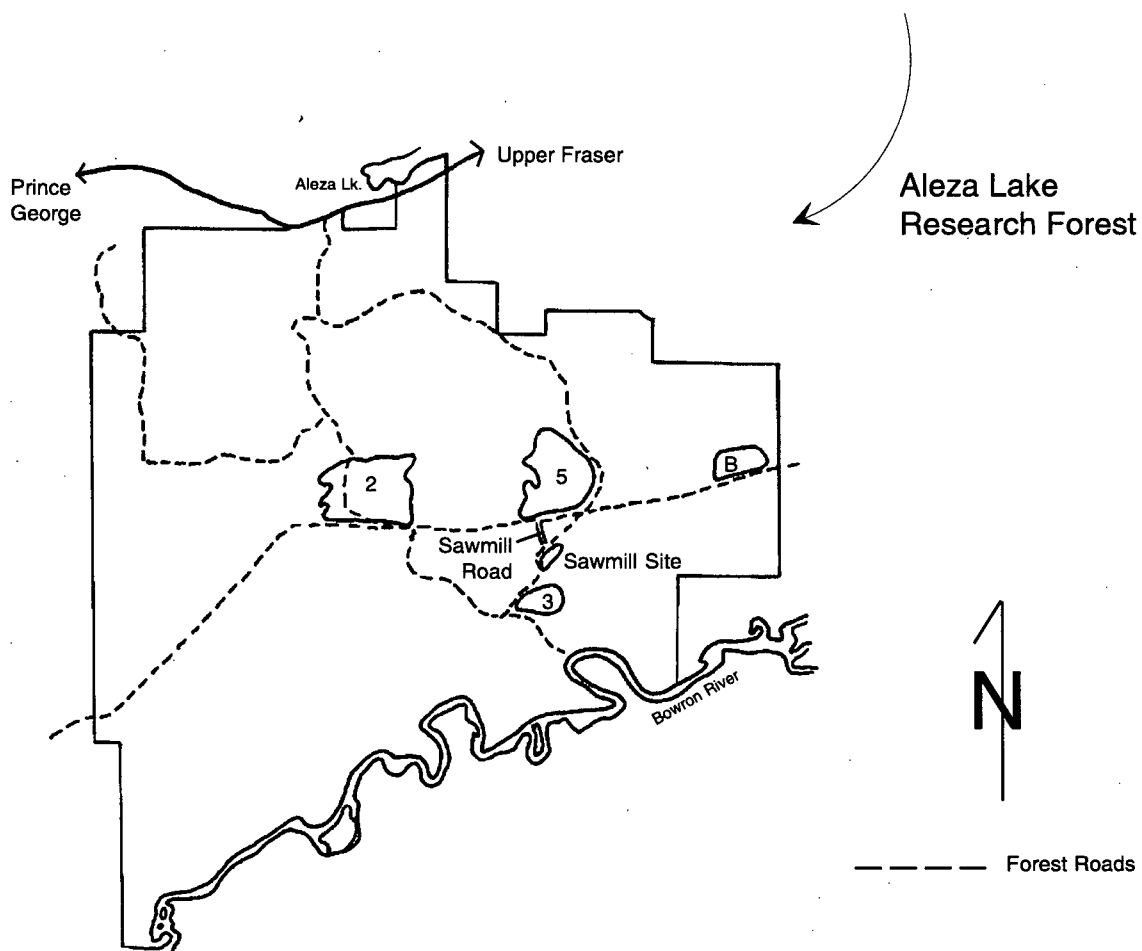 Upper Fraser
Aleza Lk.
Prince
George
Aleza Lake
Research Forest
B
2
5
Sawmill
Road
Sawmill Site
3
Bowron River
N
Forest Roads